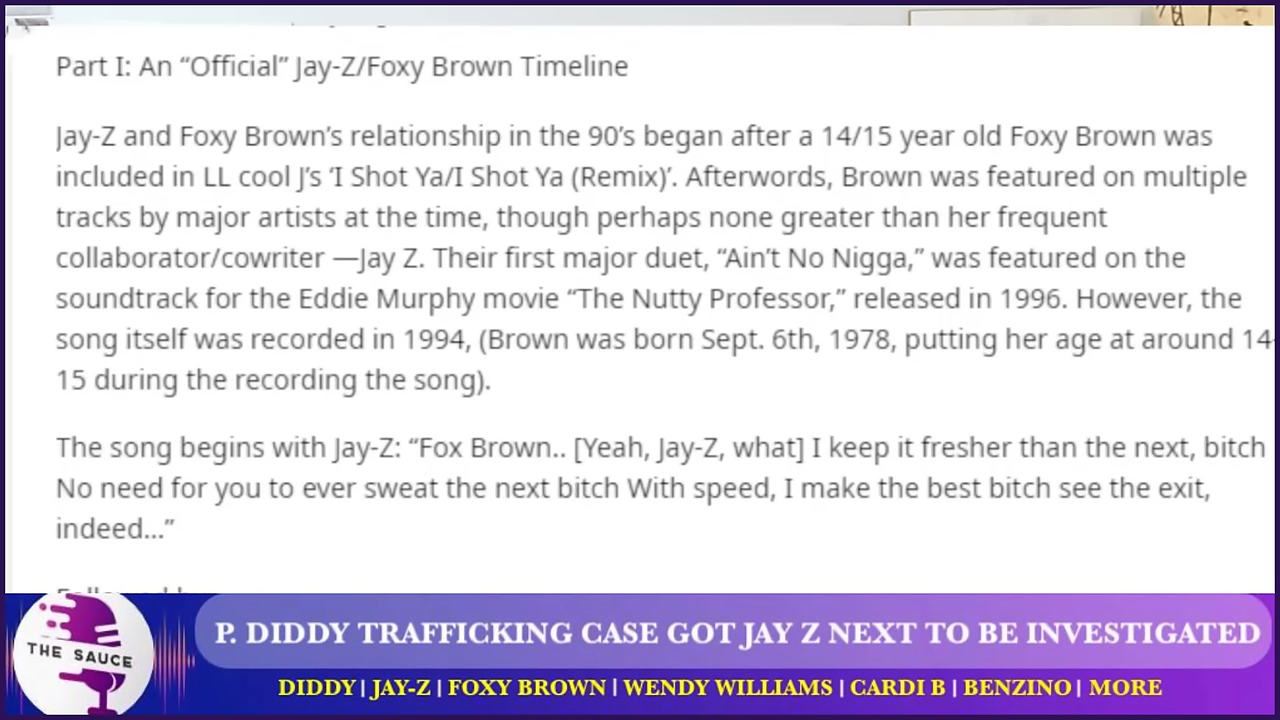 Part I: An “Official” Jay-Z/Foxy Brown Timeline
Jay-Z and Foxy Brown’s relationship in the 90’s began after a 14/15 year old Foxy Brown was
included in LL cool J’s ‘I Shot Ya/I Shot Ya (Remix)’. Afterwords, Brown was featured on multiple
tracks by major artists at the time, though perhaps none greater than her frequent
collaborator/cowriter —Jay Z. Their first major duet, “Ain’t No Nigga,” was featured on the
soundtrack for the Eddie Murphy movie “The Nutty Professor,” released in 1996. However, the
song itself was recorded in 1994, (Brown was born Sept. 6th, 1978, putting her age at around 14-
15 during the recording the song).
The song begins with Jay-Z: “Fox Brown.. [Yeah, Jay-Z, what] I keep it fresher than the next, bitch
No need for you to ever sweat the next bitch With speed, I make the best bitch see the exit,
indeed...”
THE SAUCE
P. DIDDY TRAFFICKING CASE GOT JAY Z NEXT TO BE INVESTIGATED
DIDDY | JAY-Z | FOXY BROWN | WENDY WILLIAMS | CARDI B | BENZINO | MORE